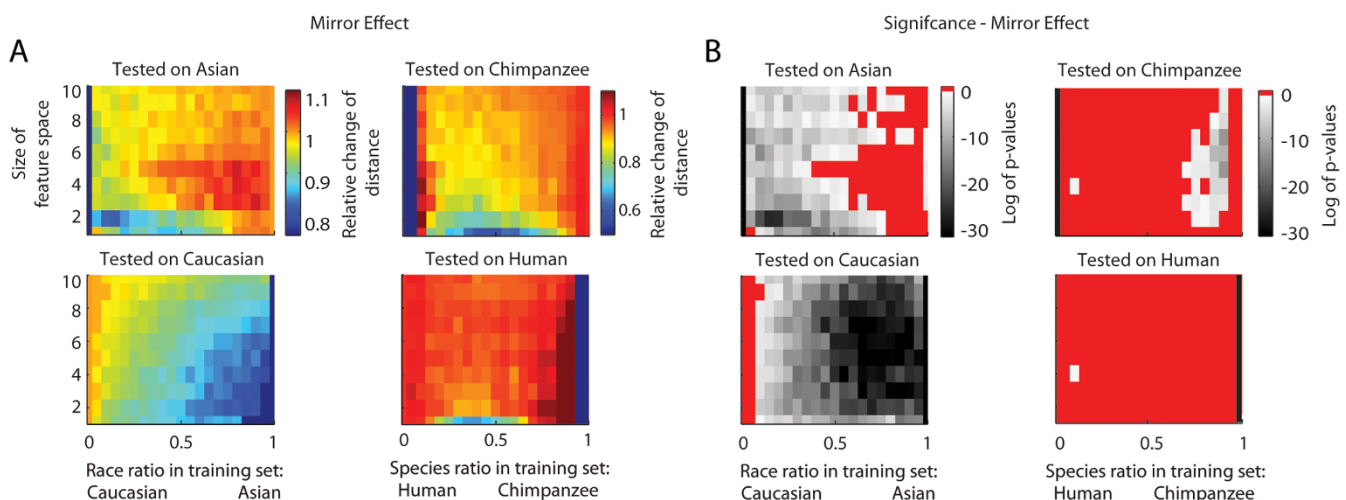 Mirror Effect
Signifcance - Mirror Effect
A
B
Tested on Asian
Tested on Chimpanzee
Size of
feature space
10
8
6
4
2
1.1
1
0.9
0.8
Relative change of
distance
1
0.8
0.6
Relative change of
distance
Tested on Caucasian
Tested on Human
10
8
6
4
2
0
0.5
1
0
0.5
1
Race ratio in training set:
Caucasian
Asian
Species ratio in training set:
Human
Chimpanzee
Tested on Asian
Tested on Chimpanzee
0
-10
-20
-30
Log of p-values
0
-10
-20
-30
Log of p-values
Tested on Caucasian
Tested on Human
0
0.5
1
0
0.5
1
Race ratio in training set:
Caucasian
Asian
Species ratio in training set:
Human
Chimpanzee